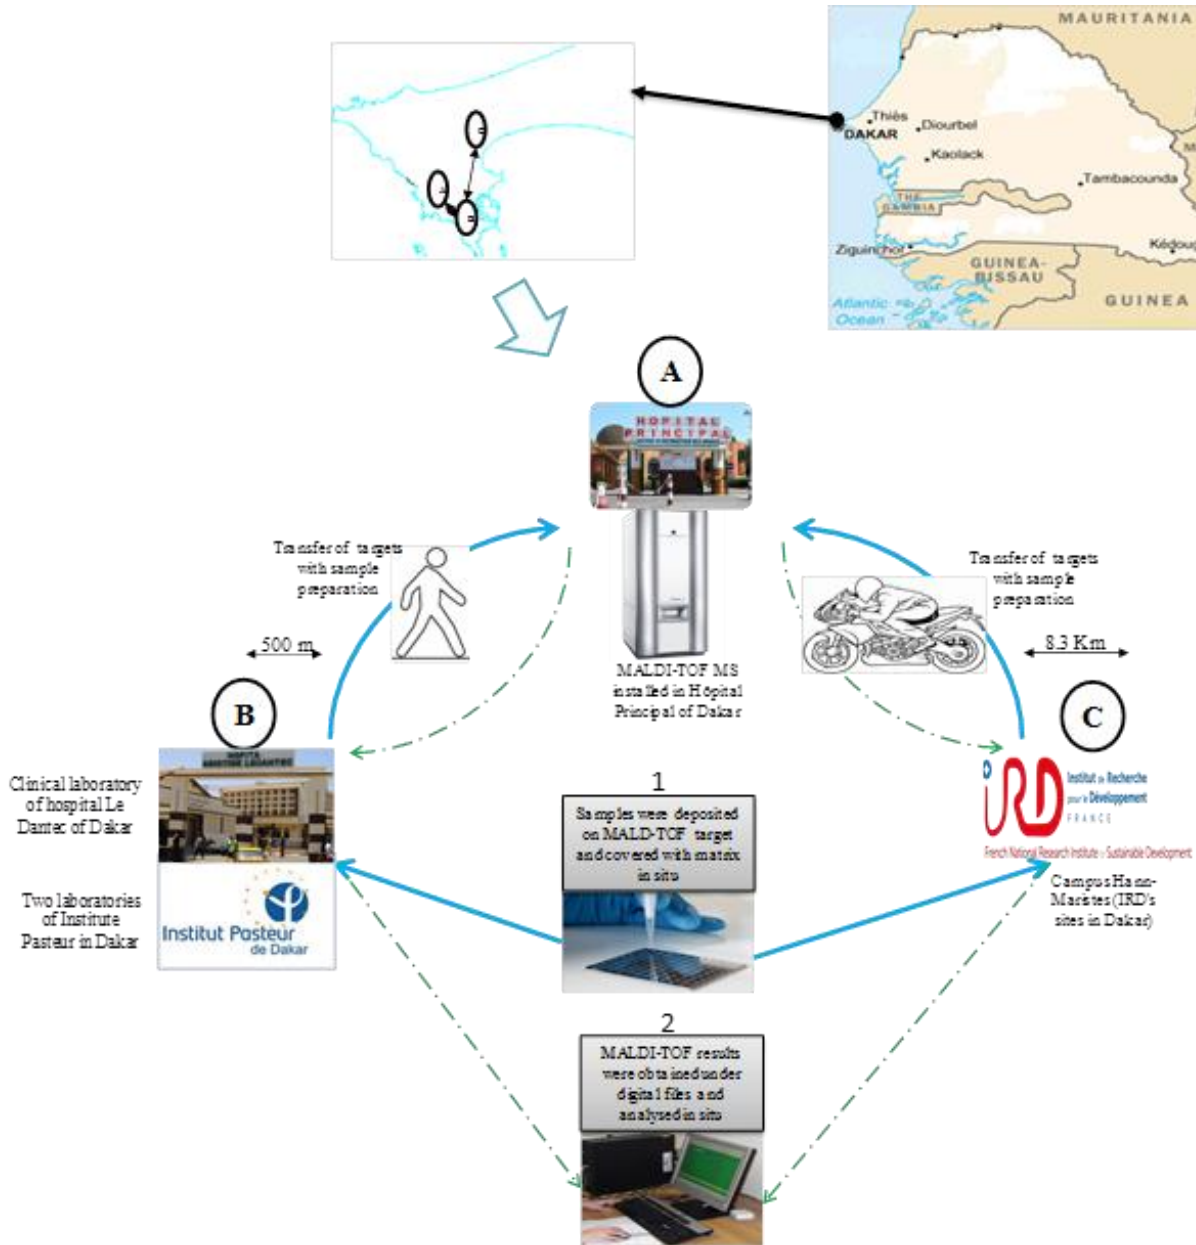 MAURITANIA
Thiès
DAKAR
Diourbel
Kaolack
Tambacounda
THE
GAMBIA
Ziguinchor
GUINEA-
BISSAU
Atlantic
Ocean
GUINEA
A
HOPITAL
PRINCIPAL
Transfer of targets
with sample
preparation
Transfer of targets
with sample
preparation
500 m
8.3 Km
MALDI-TOF MS
installed in Hôpital
Principal of Dakar
B
C
Clinical laboratory
of hospital Le
Dantec of Dakar
ARISTIDE LEDANTEC
1
Samples were deposited
on MALD-TOF target
and covered with matrix
in situ
IRD
Institut de Recherche
pour le Développement
FRANCE
French National Research Institute for Sustainable Development
Campus Hann-
Maristes (IRD's
sites in Dakar)
Two laboratories
of Institute
Pasteur in Dakar
Institut Pasteur
de Dakar
2
MALDI-TOF results
were obtained under
digital files and
analysed in situ